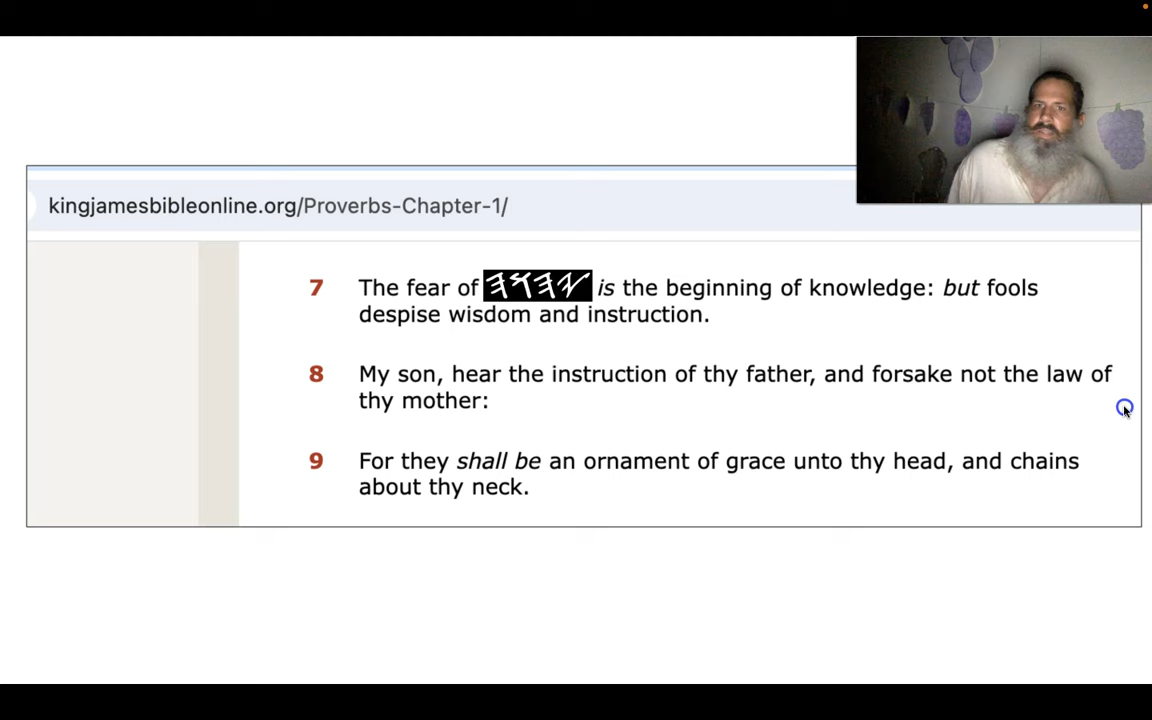 kingjamesbibleonline.org/Proverbs-Chapter-1/
7 The fear of 𐤉𐤄𐤅𐤄 is the beginning of knowledge: but fools
despise wisdom and instruction.
8 My son, hear the instruction of thy father, and forsake not the law of
thy mother:
9 For they shall be an ornament of grace unto thy head, and chains
about thy neck.